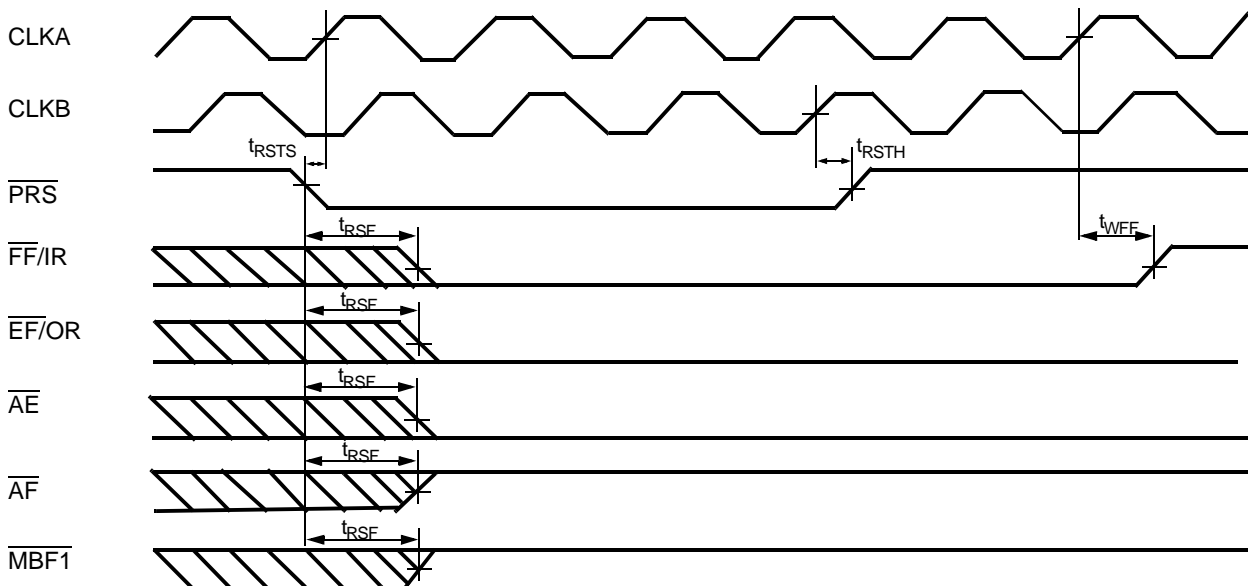 CLKA
CLKB
tRSTS
tRSTH
PRS
tRSF
tWFF
FF/IR
tRSF
EF/OR
tRSF
AE
tRSF
AF
tRSF
MBF1